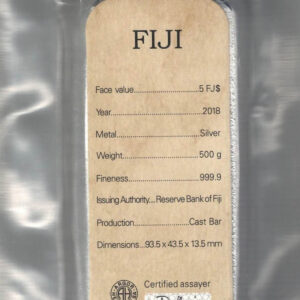 FIJI
Face value..................5 FJ$
Year.............................2018
Metal...........................Silver
Weight........................500 g
Fineness....................999.9
Issuing Authority...Reserve Bank of Fiji
Production.............Cast Bar
Dimensions...93.5 x 43.5 x 13.5 mm
Certified assayer